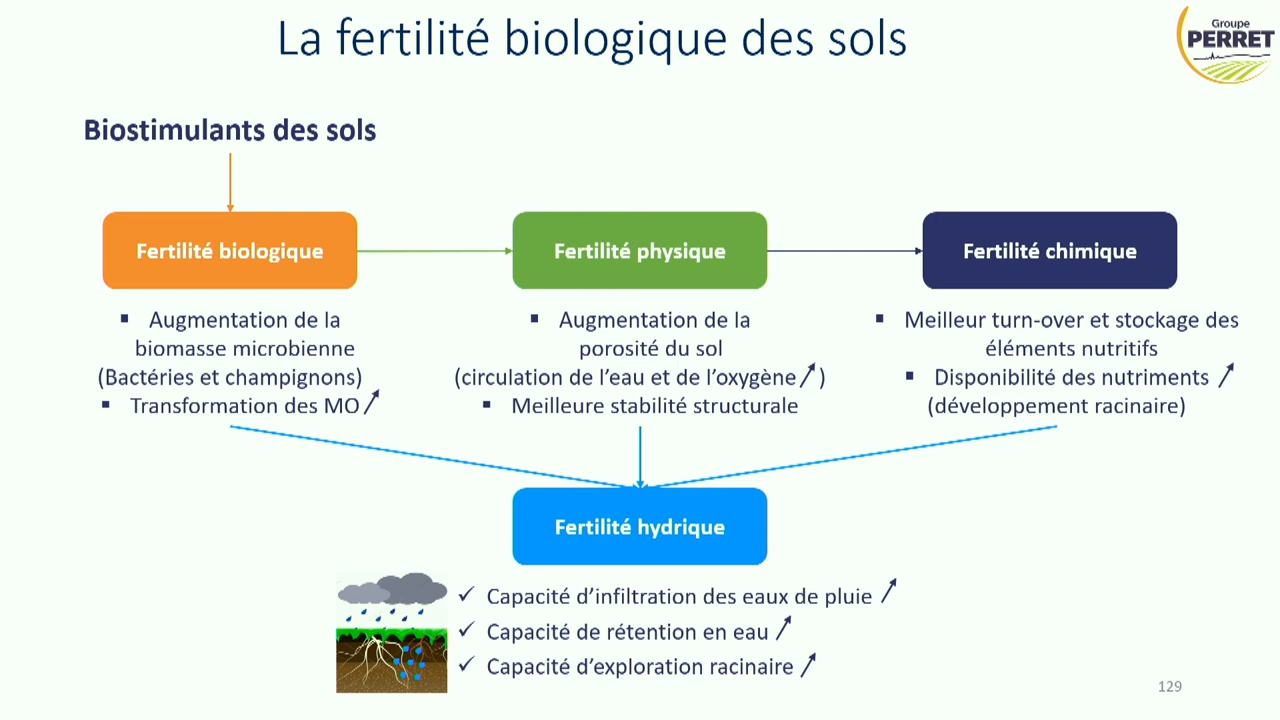 La fertilité biologique des sols
Groupe
PERRET
Biostimulants des sols
Fertilité biologique
Fertilité physique
Fertilité chimique
▪ Augmentation de la
biomasse microbienne
(Bactéries et champignons)
▪ Transformation des MO
▪ Augmentation de la
porosité du sol
(circulation de l'eau et de l'oxygène )
▪ Meilleure stabilité structurale
▪ Meilleur turn-over et stockage des
éléments nutritifs
▪ Disponibilité des nutriments
(développement racinaire)
Fertilité hydrique
✓ Capacité d'infiltration des eaux de pluie
✓ Capacité de rétention en eau
✓ Capacité d'exploration racinaire
129